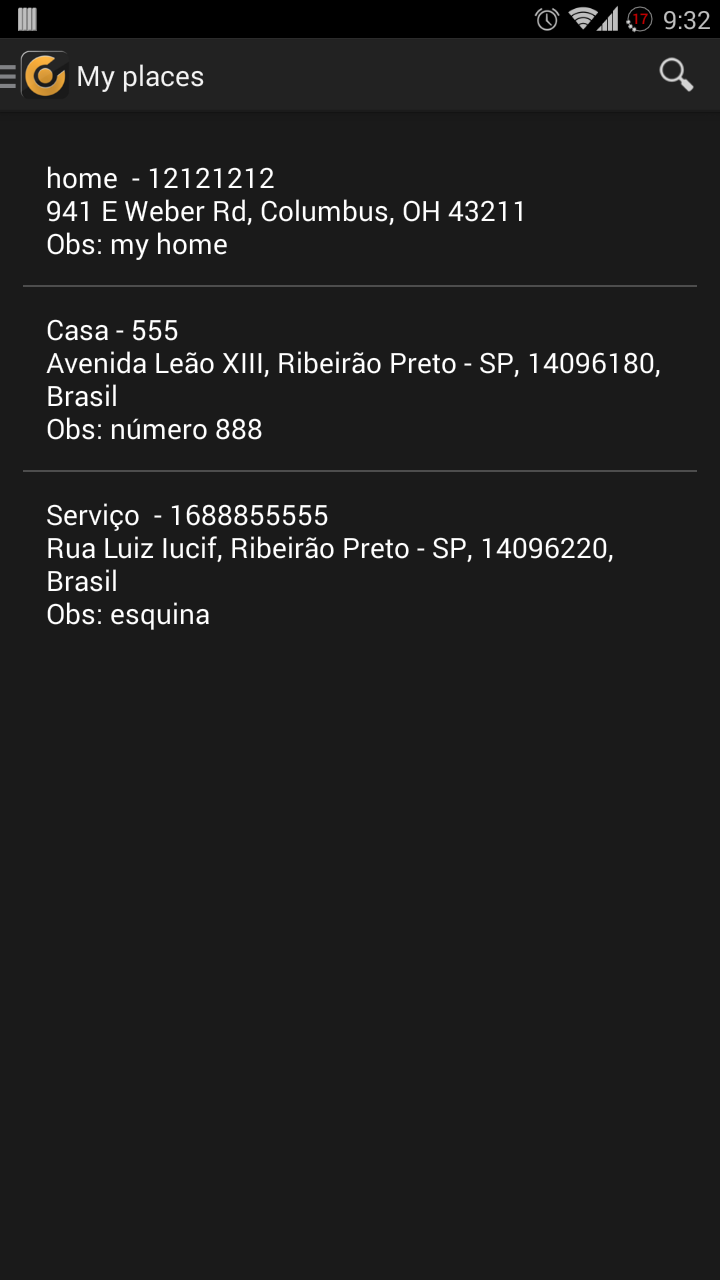 17 9:32
My places
home - 12121212
941 E Weber Rd, Columbus, OH 43211
Obs: my home
Casa - 555
Avenida Leão XIII, Ribeirão Preto - SP, 14096180,
Brasil
Obs: número 888
Serviço - 1688855555
Rua Luiz Iucif, Ribeirão Preto - SP, 14096220,
Brasil
Obs: esquina